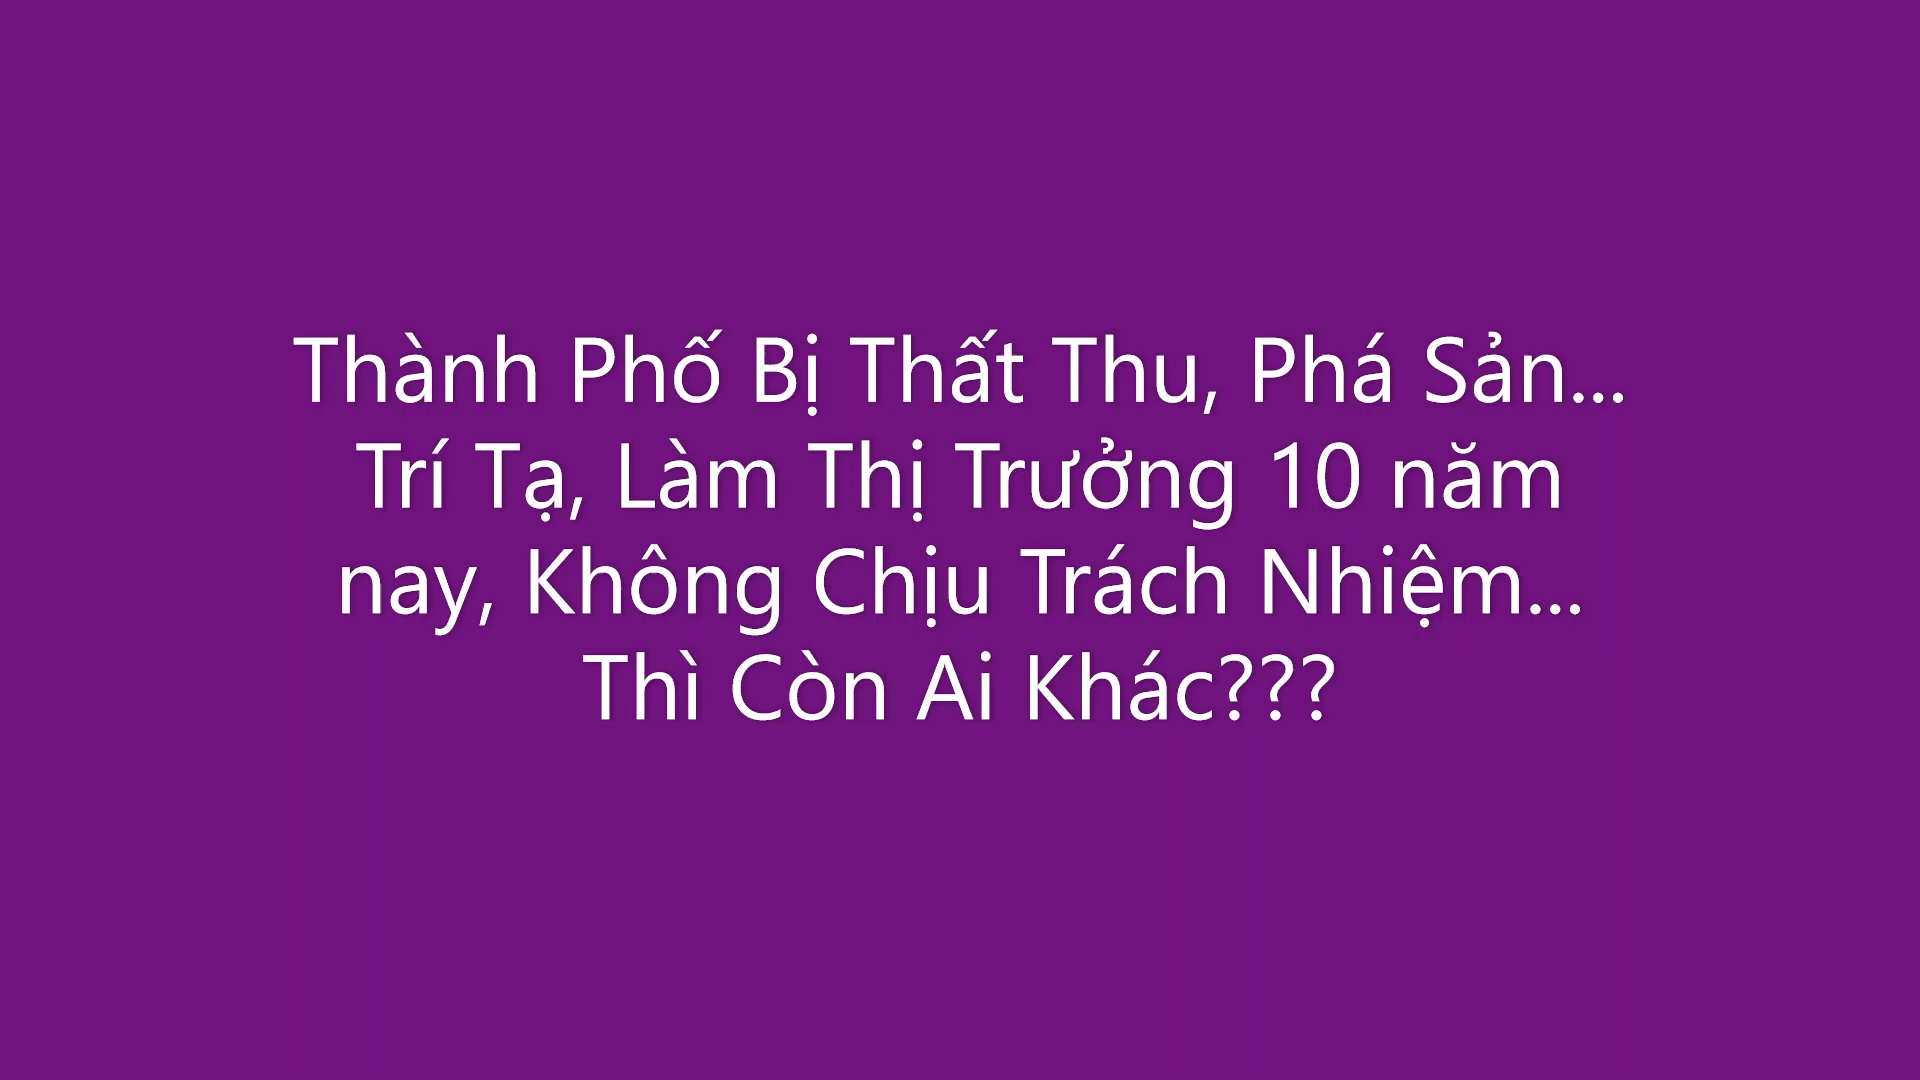 Thành Phố Bị Thất Thu, Phá Sản...
Trí Tạ, Làm Thị Trưởng 10 năm
nay, Không Chịu Trách Nhiệm...
Thì Còn Ai Khác???